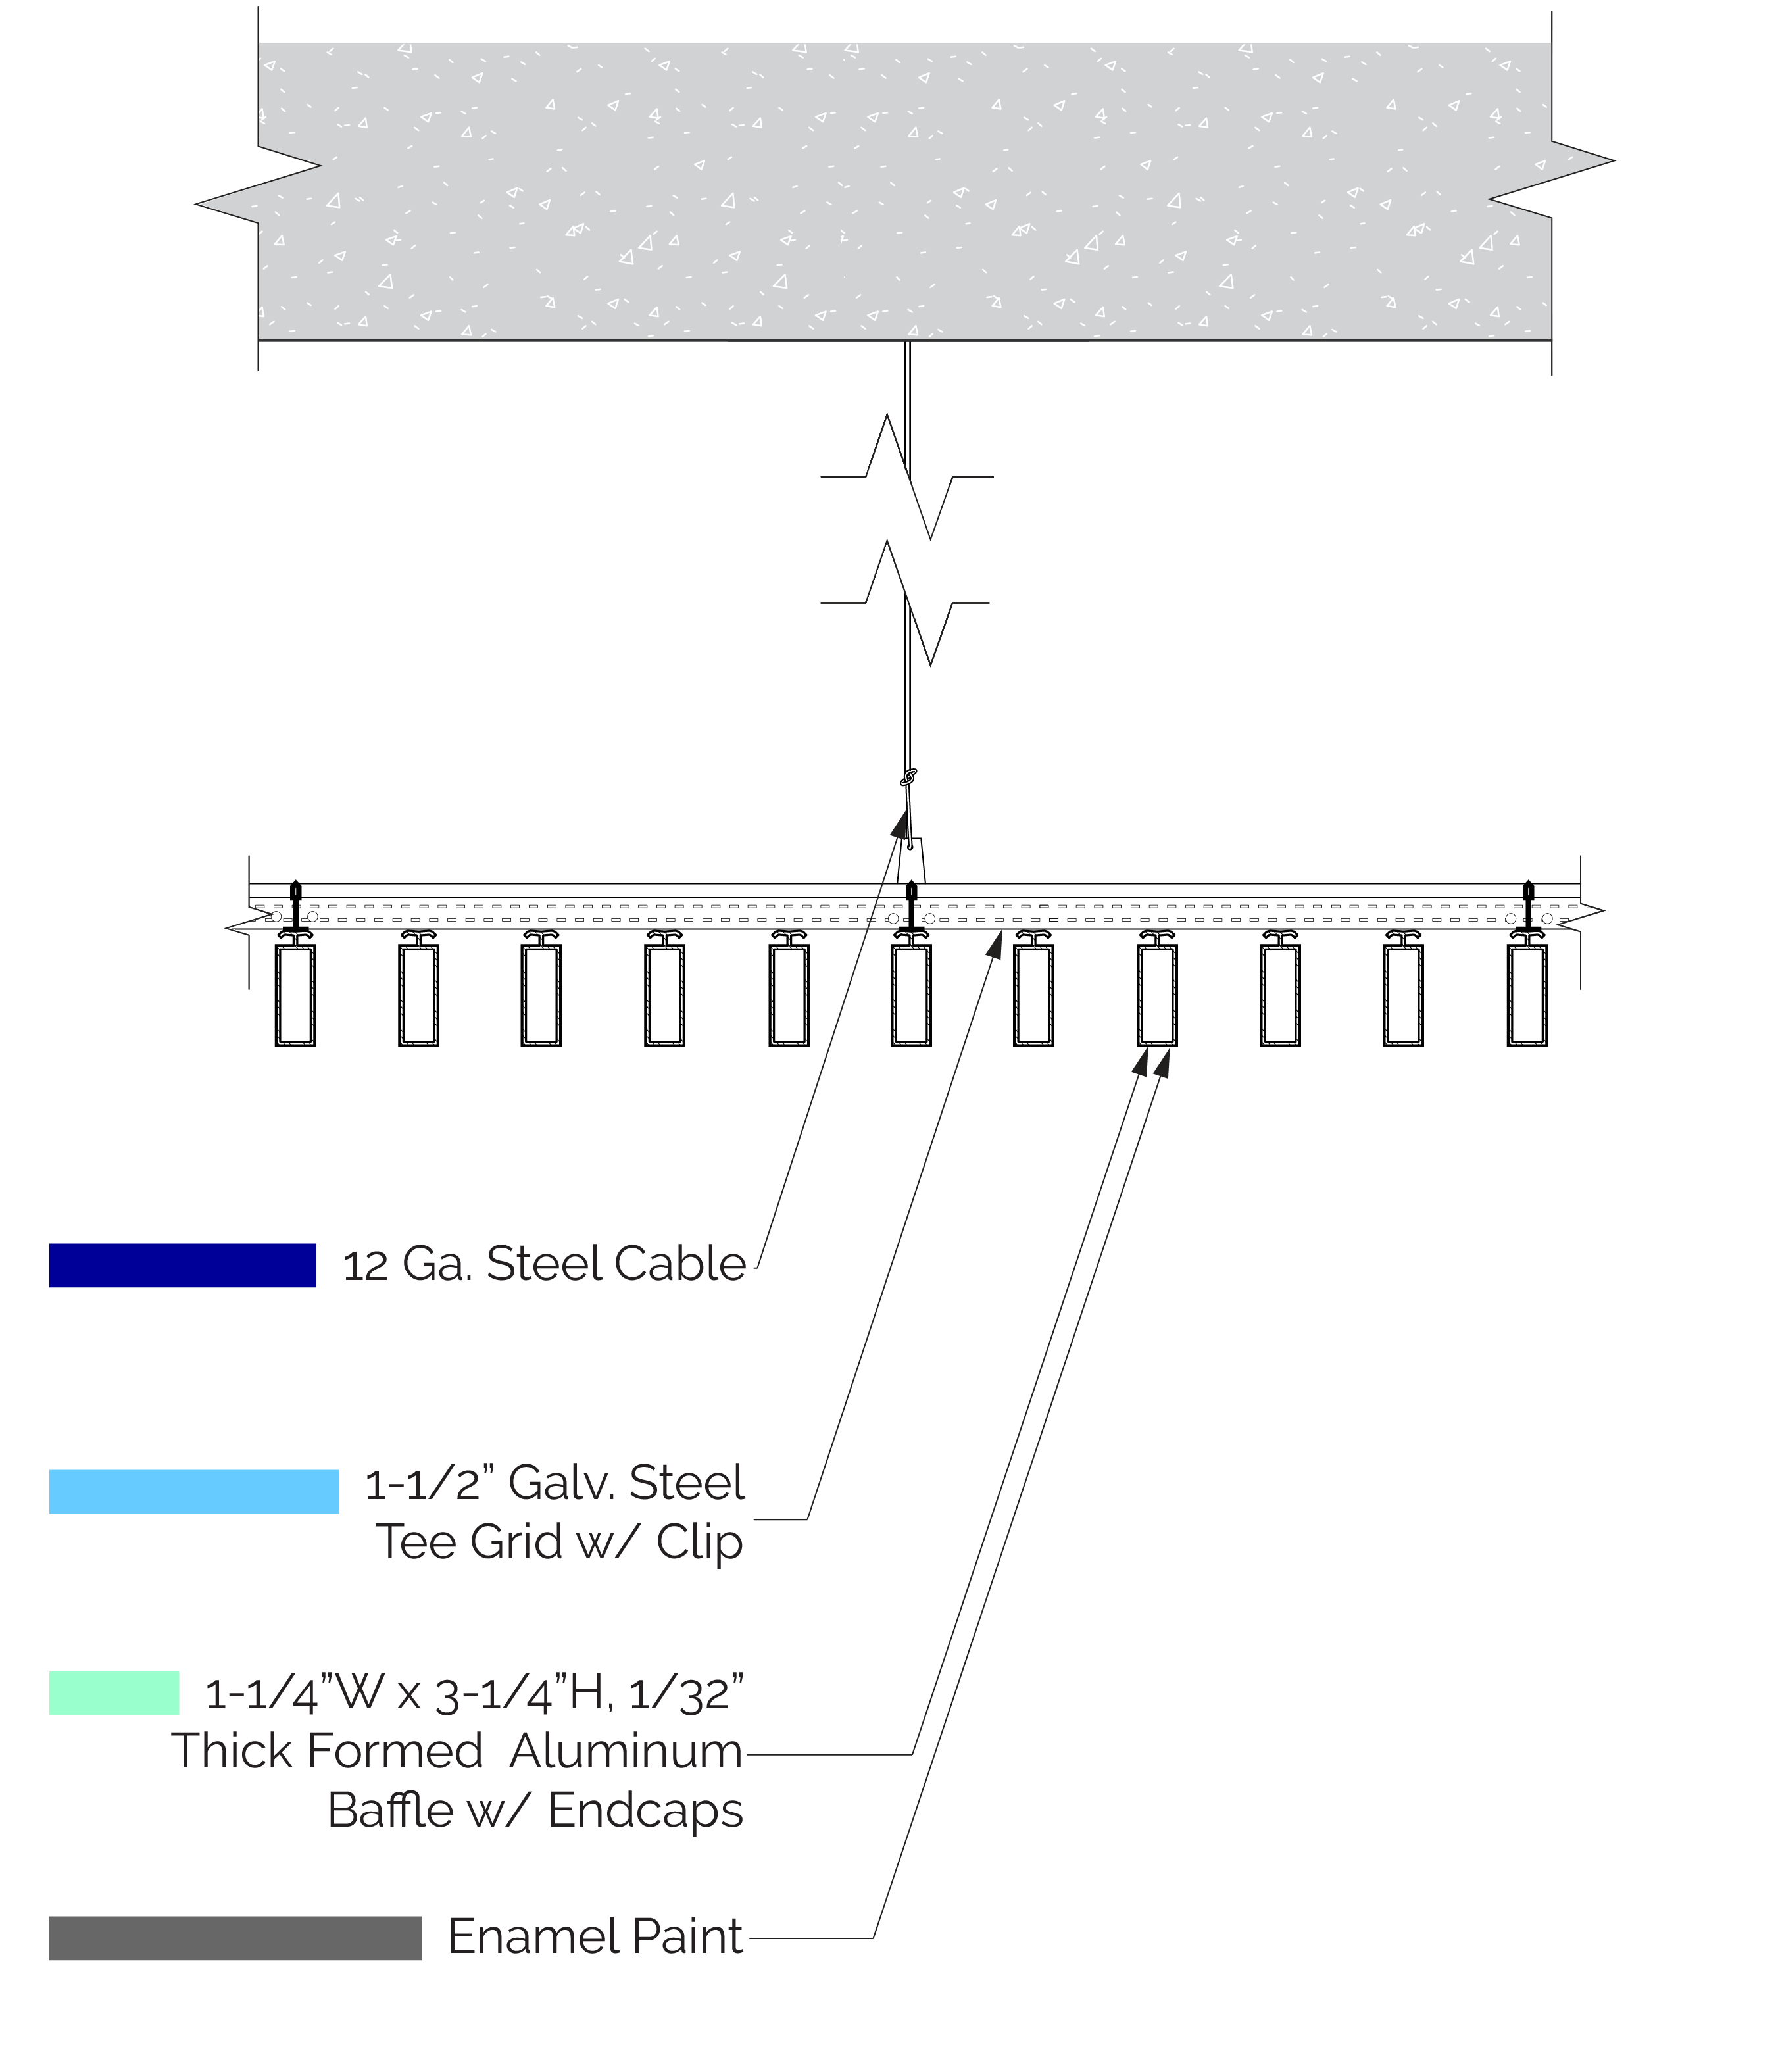 12 Ga. Steel Cable
1-1/2” Galv. Steel
Tee Grid w/ Clip
1-1/4”W x 3-1/4”H, 1/32”
Thick Formed  Aluminum
Baffle w/ Endcaps
Enamel Paint